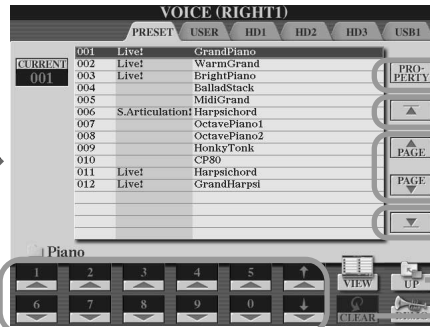 VOICE (RIGHT1)
PRESET USER HD1 HD2 HD3 USB1
CURRENT
001
001 Live! GrandPiano
002 Live! WarmGrand
003 Live! BrightPiano
004 BalladStack
005 MidiGrand
006 S.Articulation! Harpsichord
007 OctavePiano1
008 OctavePiano2
009 HonkyTonk
010 CP80
011 Live! Harpsichord
012 Live! GrandHarpsi
PRO-
PERTY
PAGE
PAGE
Piano
1 2 3 4 5
VIEW UP
6 7 8 9 0
CLEAR